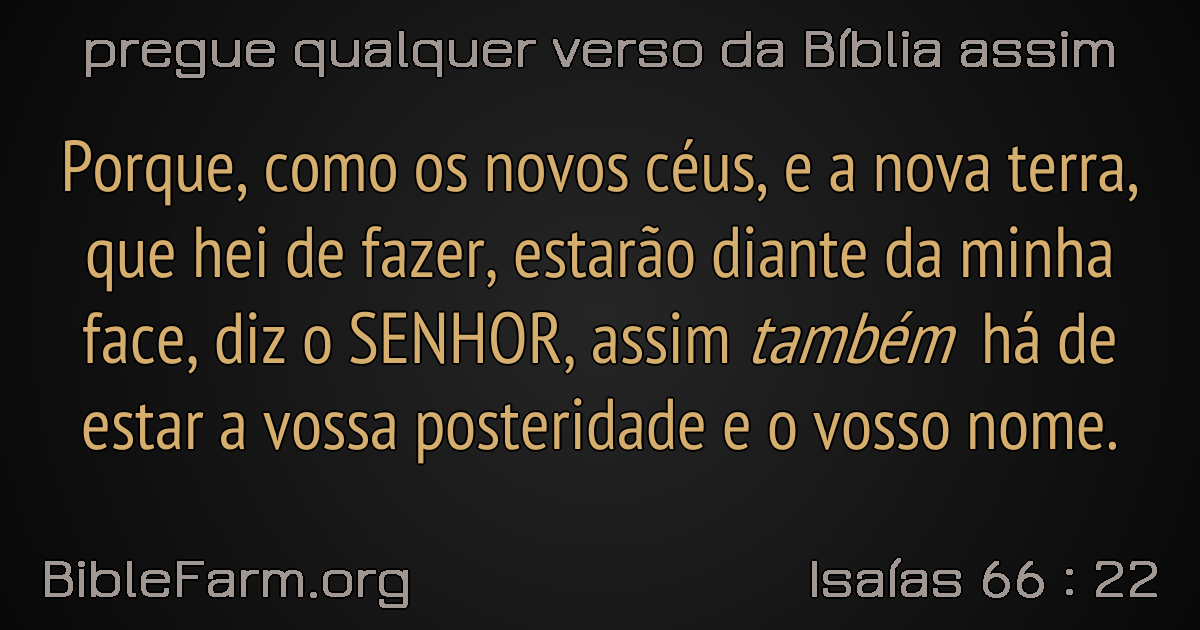 pregue qualquer verso da Bíblia assim
Porque, como os novos céus, e a nova terra,
que hei de fazer, estarão diante da minha
face, diz o SENHOR, assim também há de
estar a vossa posteridade e o vosso nome.
BibleFarm.org
Isaías 66 : 22